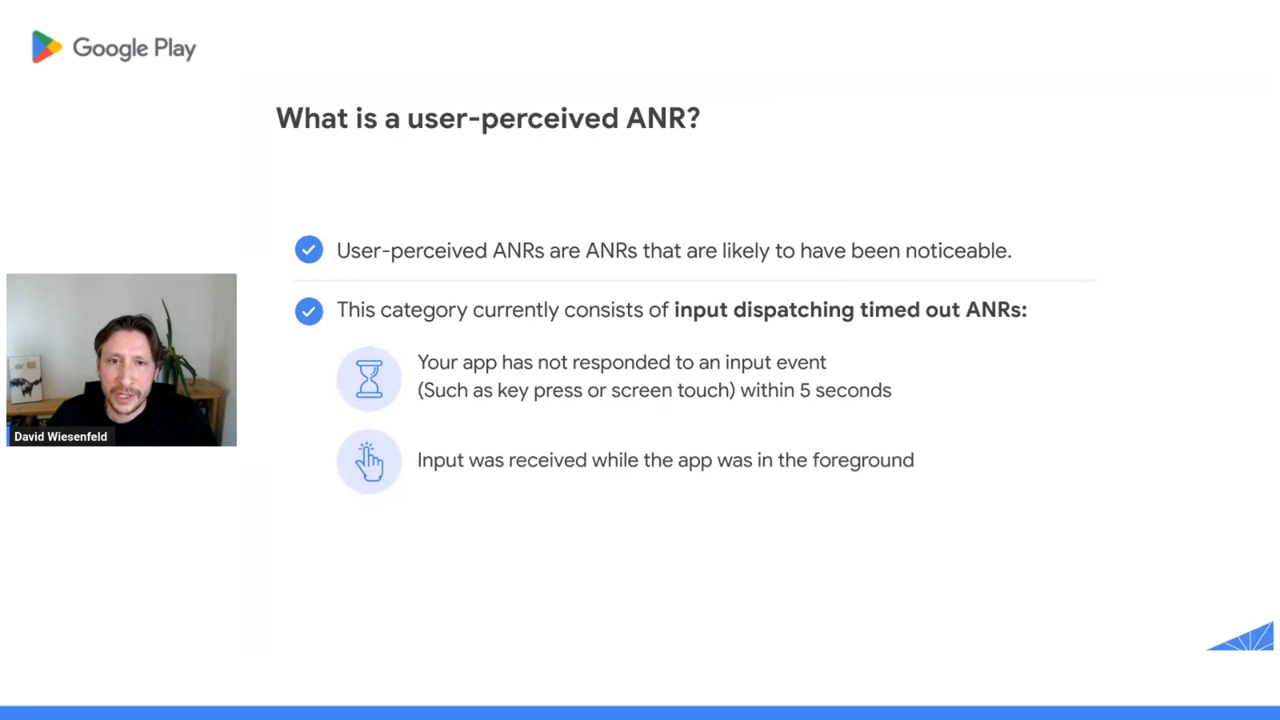 Google Play
What is a user-perceived ANR?
User-perceived ANRs are ANRs that are likely to have been noticeable.
This category currently consists of input dispatching timed out ANRs:
Your app has not responded to an input event
(Such as key press or screen touch) within 5 seconds
Input was received while the app was in the foreground
David Wiesenfeld